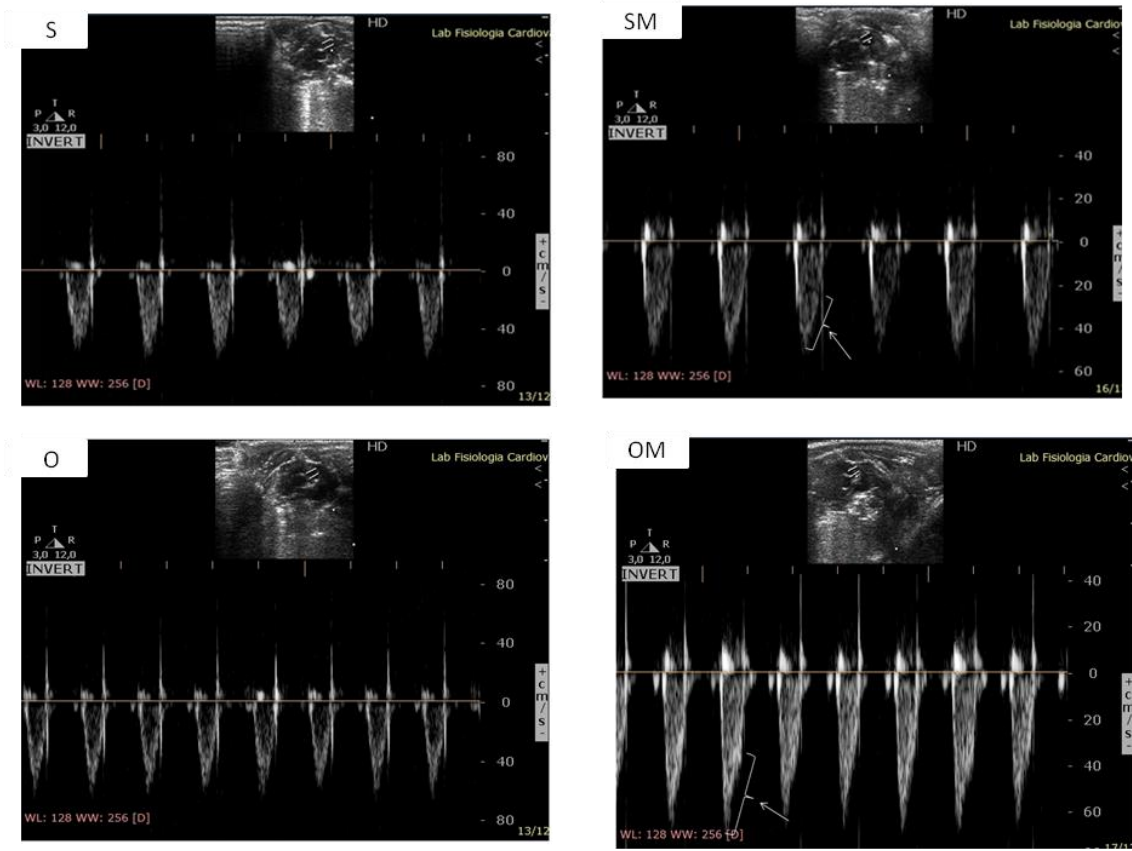 S
HD
Lab Fisiologia Cardiov
<
<
T
P R
3,0 12,0
INVERT
- 80
- 40
- 0
- 40
- 80
+cm/s-
WL: 128 WW: 256 [D]
13/12
SM
HD
Lab Fisiologia Cardiova
<
<
T
P R
3,0 12,0
INVERT
- 40
- 20
- 0
- 20
- 40
- 60
+cm/s-
WL: 128 WW: 256 [D]
16/1
O
HD
Lab Fisiologia Cardiov
<
<
T
P R
3,0 12,0
INVERT
- 80
- 40
- 0
- 40
- 80
+cm/s-
WL: 128 WW: 256 [D]
13/12
OM
HD
Lab Fisiologia Cardiov
<
<
T
P R
3,0 12,0
INVERT
- 40
- 20
- 0
- 20
- 40
- 60
+cm/s-
WL: 128 WW: 256 [D]